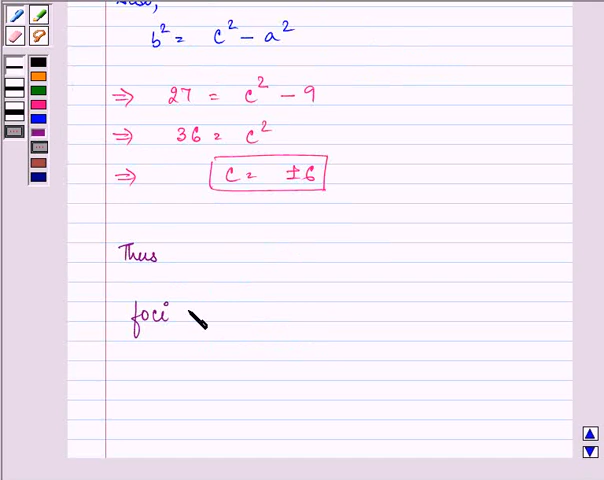 b² = c² - a²
⇒ 27 = c² - 9
⇒ 36 = c²
⇒ c = ±6
Thus
foci